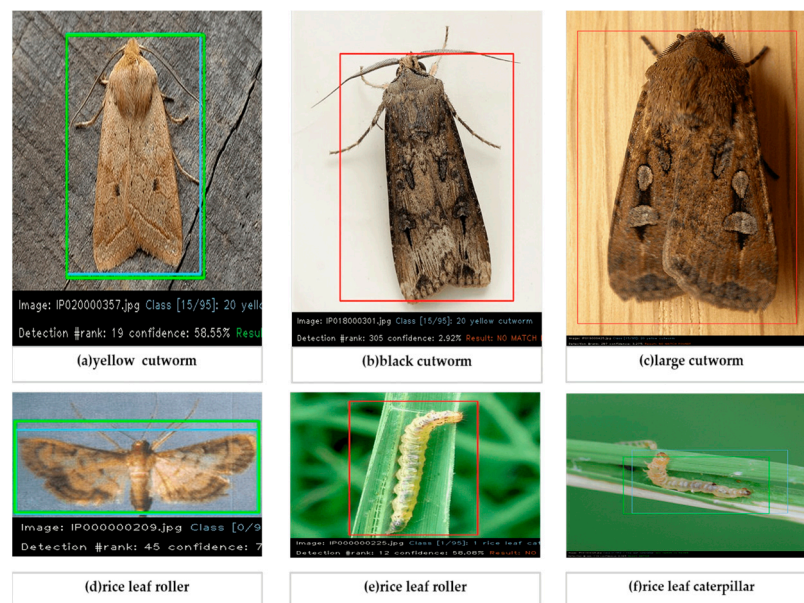 Image: IP020000357.jpg Class [15/95]: 20 yello
Detection #rank: 19 confidence: 58.55% Resu
(a)yellow cutworm
Image: IP018000301.jpg Class [15/95]: 20 yellow cutworm
Detection #rank: 305 confidence: 2.92% Result: NO MATCH
(b)black cutworm
(c)large cutworm
Image: IP000000209.jpg Class [0/9
Detection #rank: 45 confidence: 7
(d)rice leaf roller
Image: IP000000225.jpg Class [1/95]: 1 rice leaf cat
Detection #rank: 12 confidence: 58.08% Result: NO
(e)rice leaf roller
(f)rice leaf caterpillar